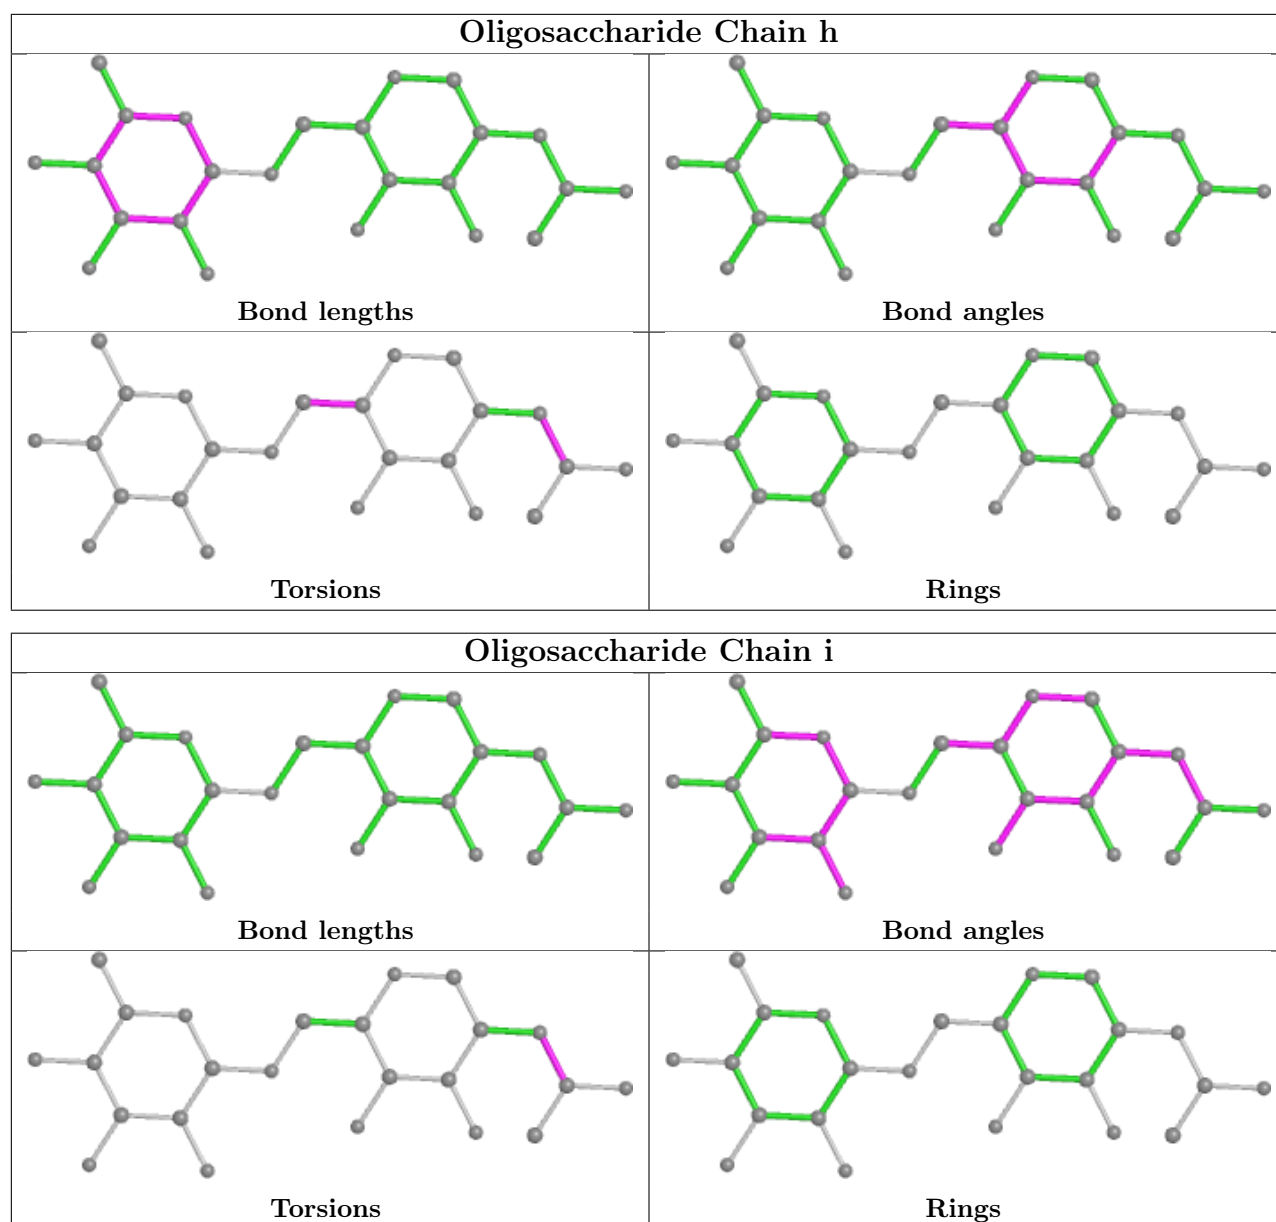 Oligosaccharide Chain h
Bond lengths
Bond angles
Torsions
Rings
Oligosaccharide Chain i
Bond lengths
Bond angles
Torsions
Rings